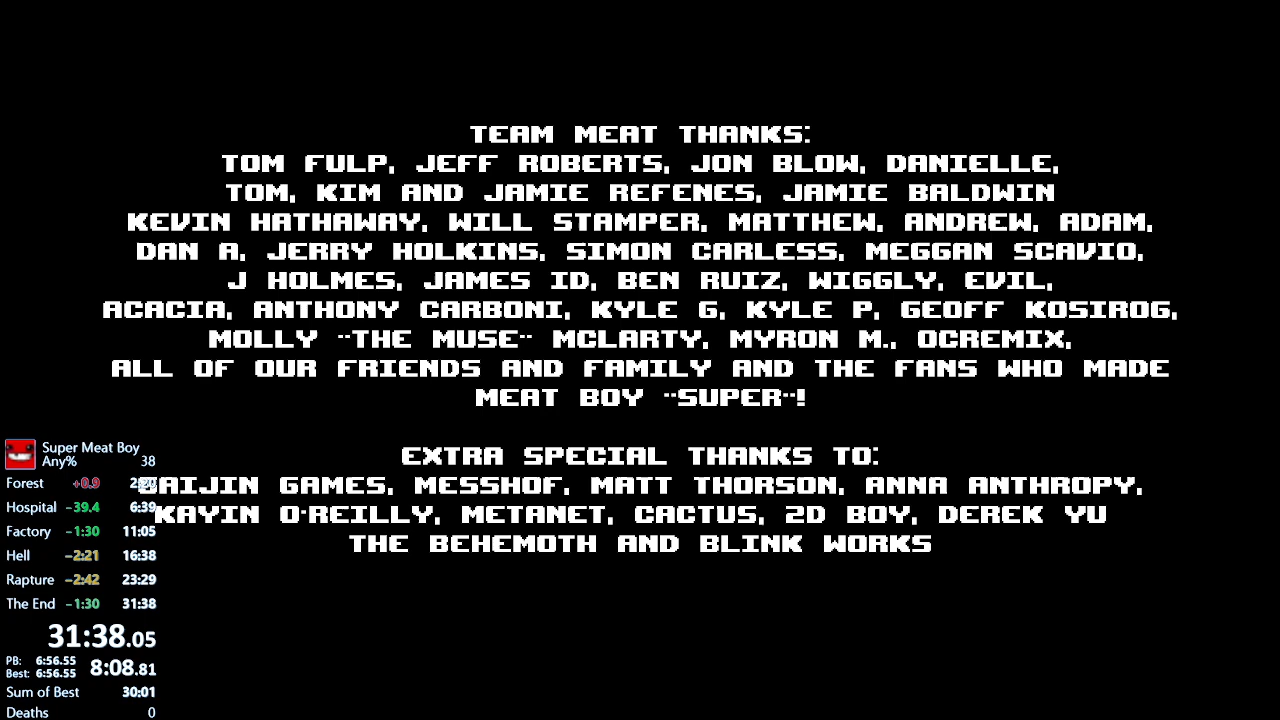 TEAM MEAT THANKS:
TOM FULP, JEFF ROBERTS, JON BLOW, DANIELLE,
TOM, KIM AND JAMIE REFENES, JAMIE BALDWIN
KEVIN HATHAWAY, WILL STAMPER, MATTHEW, ANDREW, ADAM,
DAN A, JERRY HOLKINS, SIMON CARLESS, MEGGAN SCAVIO,
J HOLMES, JAMES ID, BEN RUIZ, WIGGLY, EVIL,
ACACIA, ANTHONY CARBONI, KYLE G, KYLE P, GEOFF KOSIROG,
MOLLY "THE MUSE" MCLARTY, MYRON M., OCREMIX,
ALL OF OUR FRIENDS AND FAMILY AND THE FANS WHO MADE
MEAT BOY "SUPER"!
EXTRA SPECIAL THANKS TO:
GAIJIN GAMES, MESSHOF, MATT THORSON, ANNA ANTHROPY,
KAYIN O'REILLY, METANET, CACTUS, 2D BOY, DEREK YU
THE BEHEMOTH AND BLINK WORKS
Super Meat Boy
Any% 38
Forest +0.9
Hospital -39.4 6:39
Factory -1:30 11:05
Hell -2:21 16:38
Rapture -2:42 23:29
The End -1:30 31:38
31:38.05
PB: 6:56.55
Best: 6:56.55
8:08.81
Sum of Best 30:01
Deaths 0